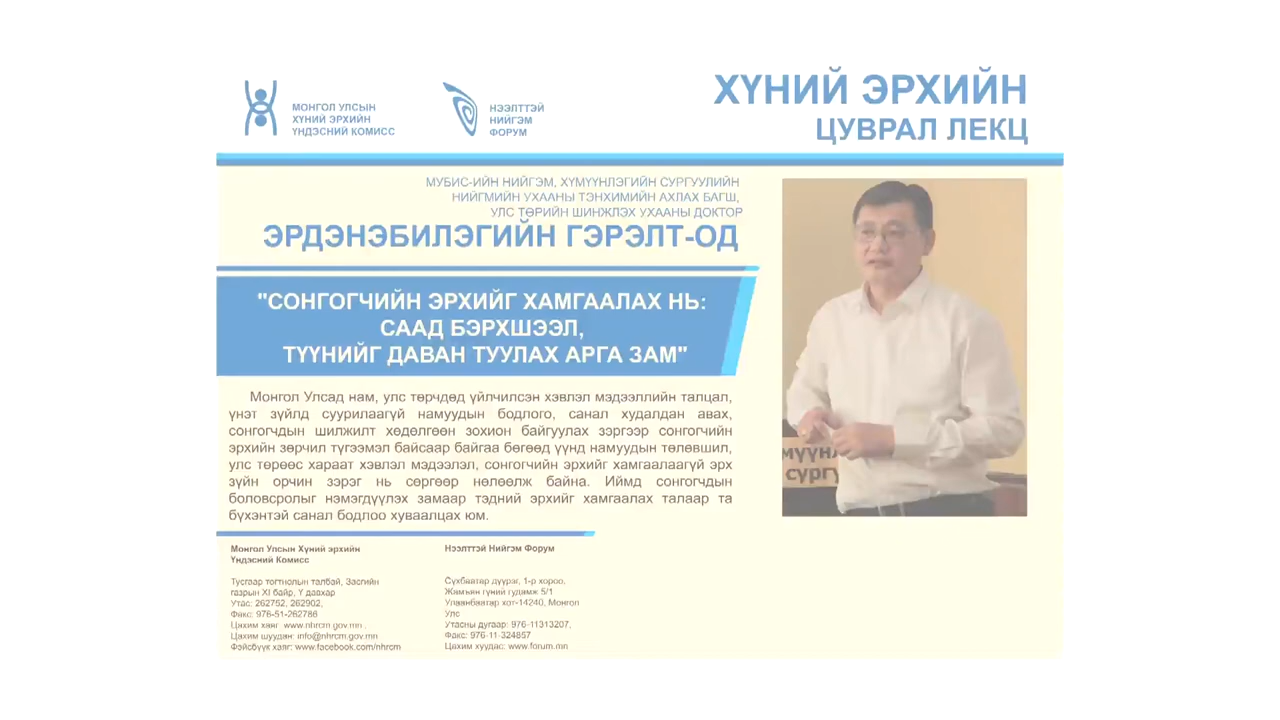 МОНГОЛ УЛСЫН
ХҮНИЙ ЭРХИЙН
ҮНДЭСНИЙ КОМИСС
НЭЭЛТТЭЙ
НИЙГЭМ
ФОРУМ
ХҮНИЙ ЭРХИЙН
ЦУВРАЛ ЛЕКЦ
МУБИС-ИЙН НИЙГЭМ, ХҮМҮҮНЛЭГИЙН СУРГУУЛИЙН
НИЙГМИЙН УХААНЫ ТЭНХИМИЙН АХЛАХ БАГШ,
УЛС ТӨРИЙН ШИНЖЛЭХ УХААНЫ ДОКТОР
ЭРДЭНЭБИЛЭГИЙН ГЭРЭЛТ-ОД
"СОНГОГЧИЙН ЭРХИЙГ ХАМГААЛАХ НЬ:
СААД БЭРХШЭЭЛ,
ТҮҮНИЙГ ДАВАН ТУУЛАХ АРГА ЗАМ"
Монгол Улсад нам, улс төрчдөд үйлчилсэн хэвлэл мэдээллийн талцал,
үнэт зүйлд суурилаагүй намуудын бодлого, санал худалдан авах,
сонгогчдын шилжилт хөдөлгөөн зохион байгуулах зэргээр сонгогчийн
эрхийн зөрчил түгээмэл байсаар байгаа бөгөөд үүнд намуудын төлөвшил,
улс төрөөс хараат хэвлэл мэдээлэл, сонгогчийн эрхийг хамгаалаагүй эрх
зүйн орчин зэрэг нь сөргөөр нөлөөлж байна. Иймд сонгогчдын
боловсролыг нэмэгдүүлэх замаар тэдний эрхийг хамгаалах талаар та
бүхэнтэй санал бодлоо хуваалцах юм.
Монгол Улсын Хүний эрхийн
Үндэсний Комисс
Тусгаар тогтнолын талбай, Засгийн
газрын XI байр, Y давхар
Утас: 262752, 262902,
Факс: 976-51-262786
Цахим хаяг www.nhrcm.gov.mn .
Цахим шуудан: info@nhrcm.gov.mn
Фэйсбүүк хаяг: www.facebook.com/nhrcm
Нээлттэй Нийгэм Форум
Сүхбаатар дүүрэг, 1-р хороо,
Жамъян гүний гудамж 5/1
Улаанбаатар хот-14240, Монгол
Улс
Утасны дугаар: 976-11313207,
Факс: 976-11-324857
Цахим хуудас: www.forum.mn
мүүнл
сургу